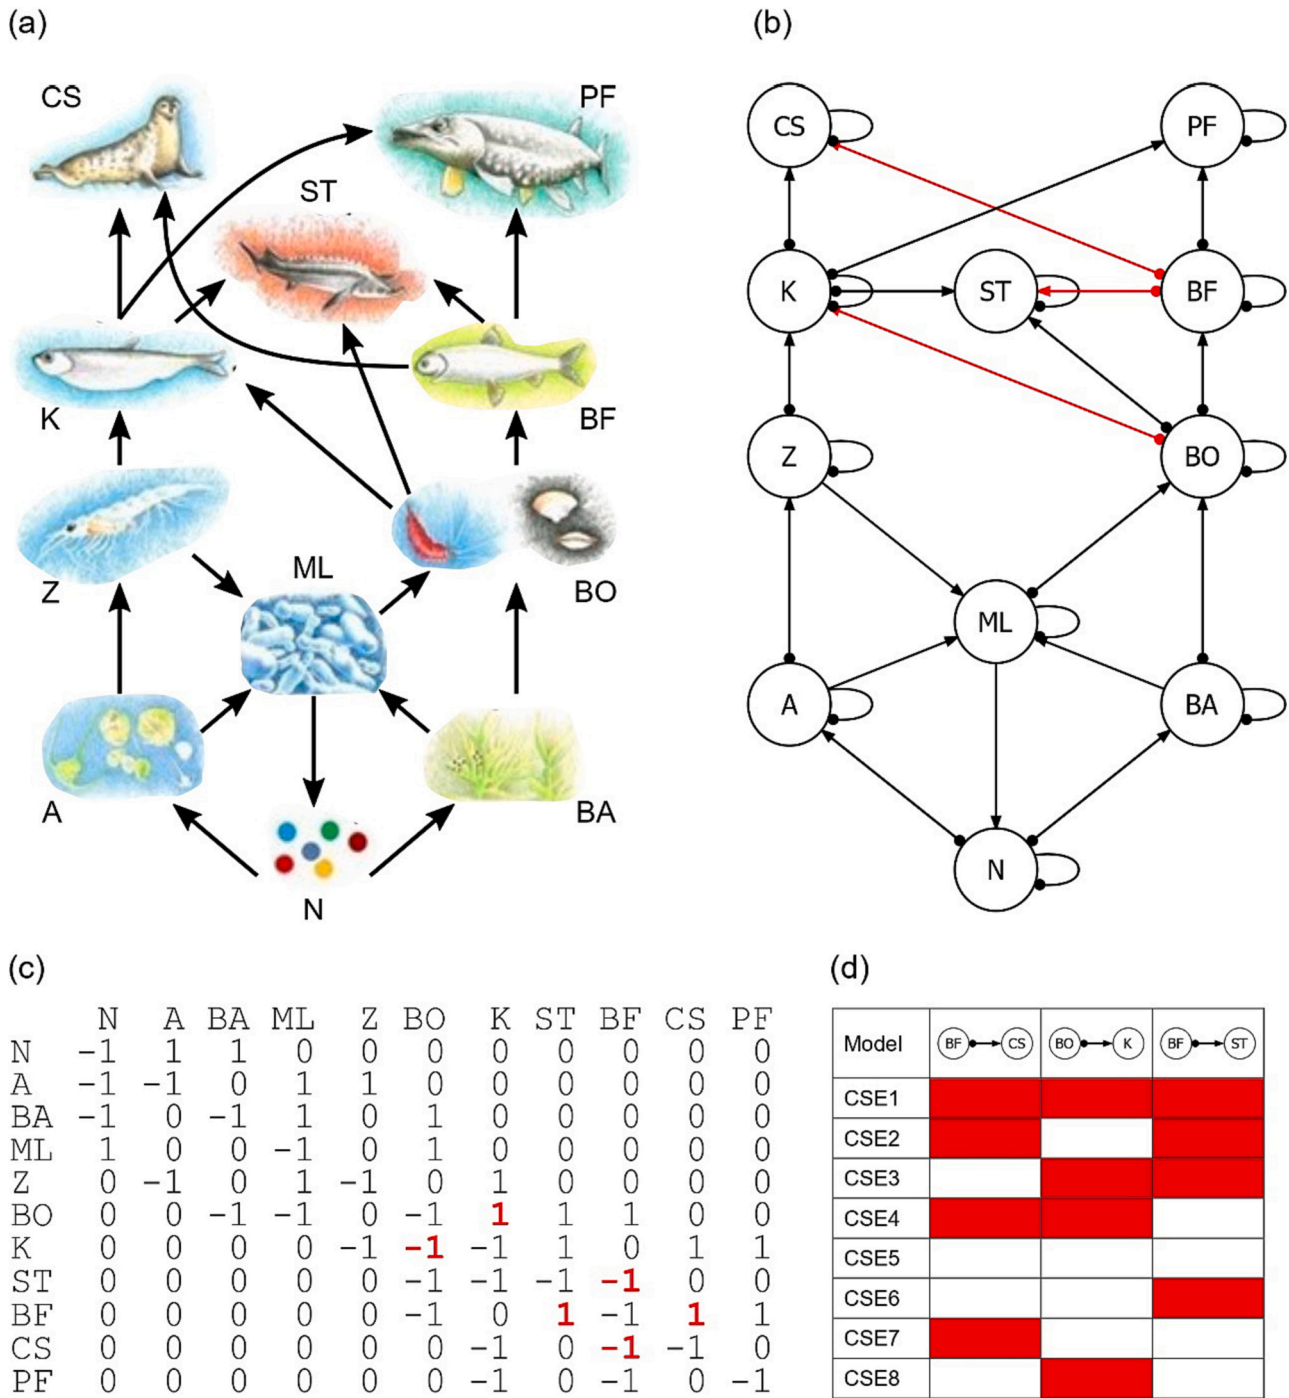 (a)
CS
PF
ST
K
BF
Z
ML
BO
A
BA
N
(b)
CS
PF
K
ST
BF
Z
BO
ML
A
BA
N
(c)
N A BA ML Z BO K ST BF CS PF
N -1 1 1 0 0 0 0 0 0 0 0
A -1 -1 0 1 1 0 0 0 0 0 0
BA -1 0 -1 1 0 1 0 0 0 0 0
ML 1 0 0 -1 0 1 0 0 0 0 0
Z 0 -1 0 1 -1 0 1 0 0 0 0
BO 0 0 -1 -1 0 -1 1 1 1 0 0
K 0 0 0 0 -1 -1 -1 1 0 1 1
ST 0 0 0 0 0 -1 -1 -1 -1 0 0
BF 0 0 0 0 0 -1 0 1 -1 1 1
CS 0 0 0 0 0 0 -1 0 -1 -1 0
PF 0 0 0 0 0 0 -1 0 -1 0 -1
(d)
Model BF CS BO K BF ST
CSE1
CSE2
CSE3
CSE4
CSE5
CSE6
CSE7
CSE8